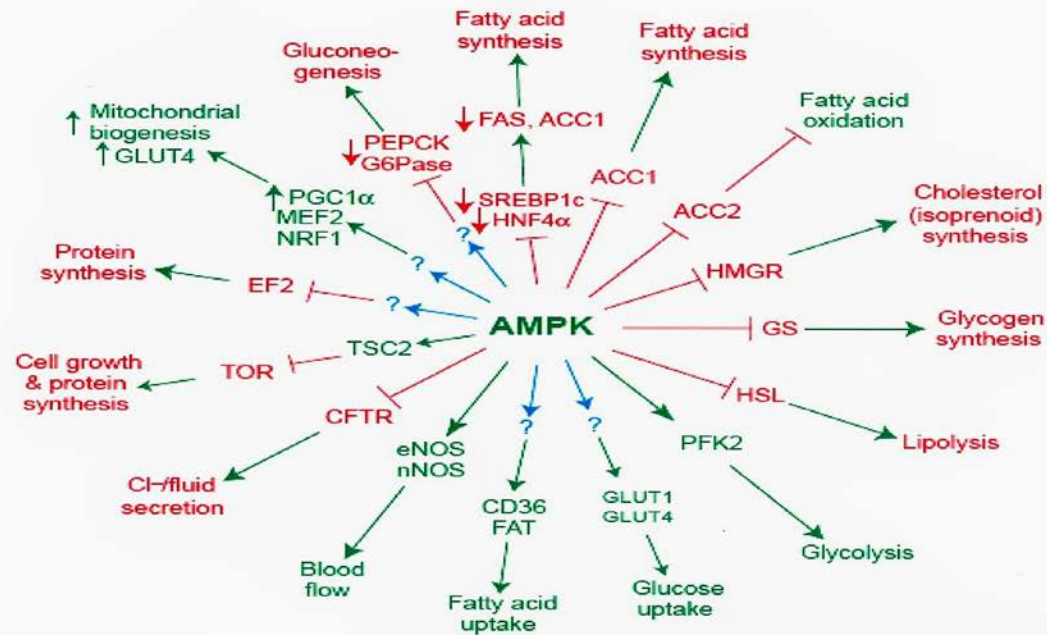 Fatty acid
synthesis
Fatty acid
synthesis
Gluconeo-
genesis
Fatty acid
oxidation
↑ Mitochondrial
biogenesis
↑ GLUT4
↓ FAS, ACC1
↓ PEPCK
↓ G6Pase
ACC1
↓ SREBP1c
↓ HNF4α
↑ PGC1α
MEF2
NRF1
ACC2
Cholesterol
(isoprenoid)
synthesis
?
?
Protein
synthesis
EF2
?
HMGR
AMPK
GS
Glycogen
synthesis
TSC2
TOR
Cell growth
& protein
synthesis
CFTR
HSL
Lipolysis
?
?
PFK2
eNOS
nNOS
Cl–/fluid
secretion
CD36
FAT
GLUT1
GLUT4
Glycolysis
Blood
flow
Fatty acid
uptake
Glucose
uptake